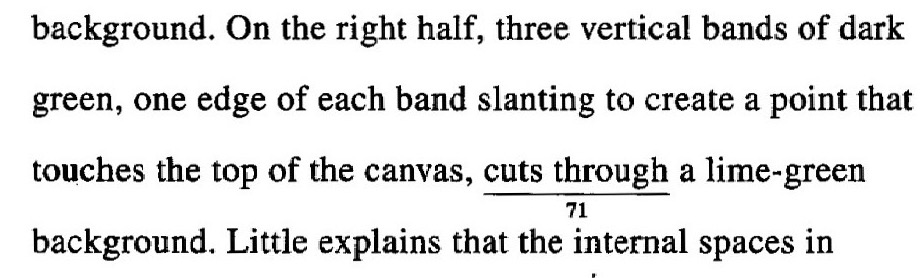 background. On the right half, three vertical bands of dark
green, one edge of each band slanting to create a point that
touches the top of the canvas, cuts through a lime-green
71
background. Little explains that the internal spaces in